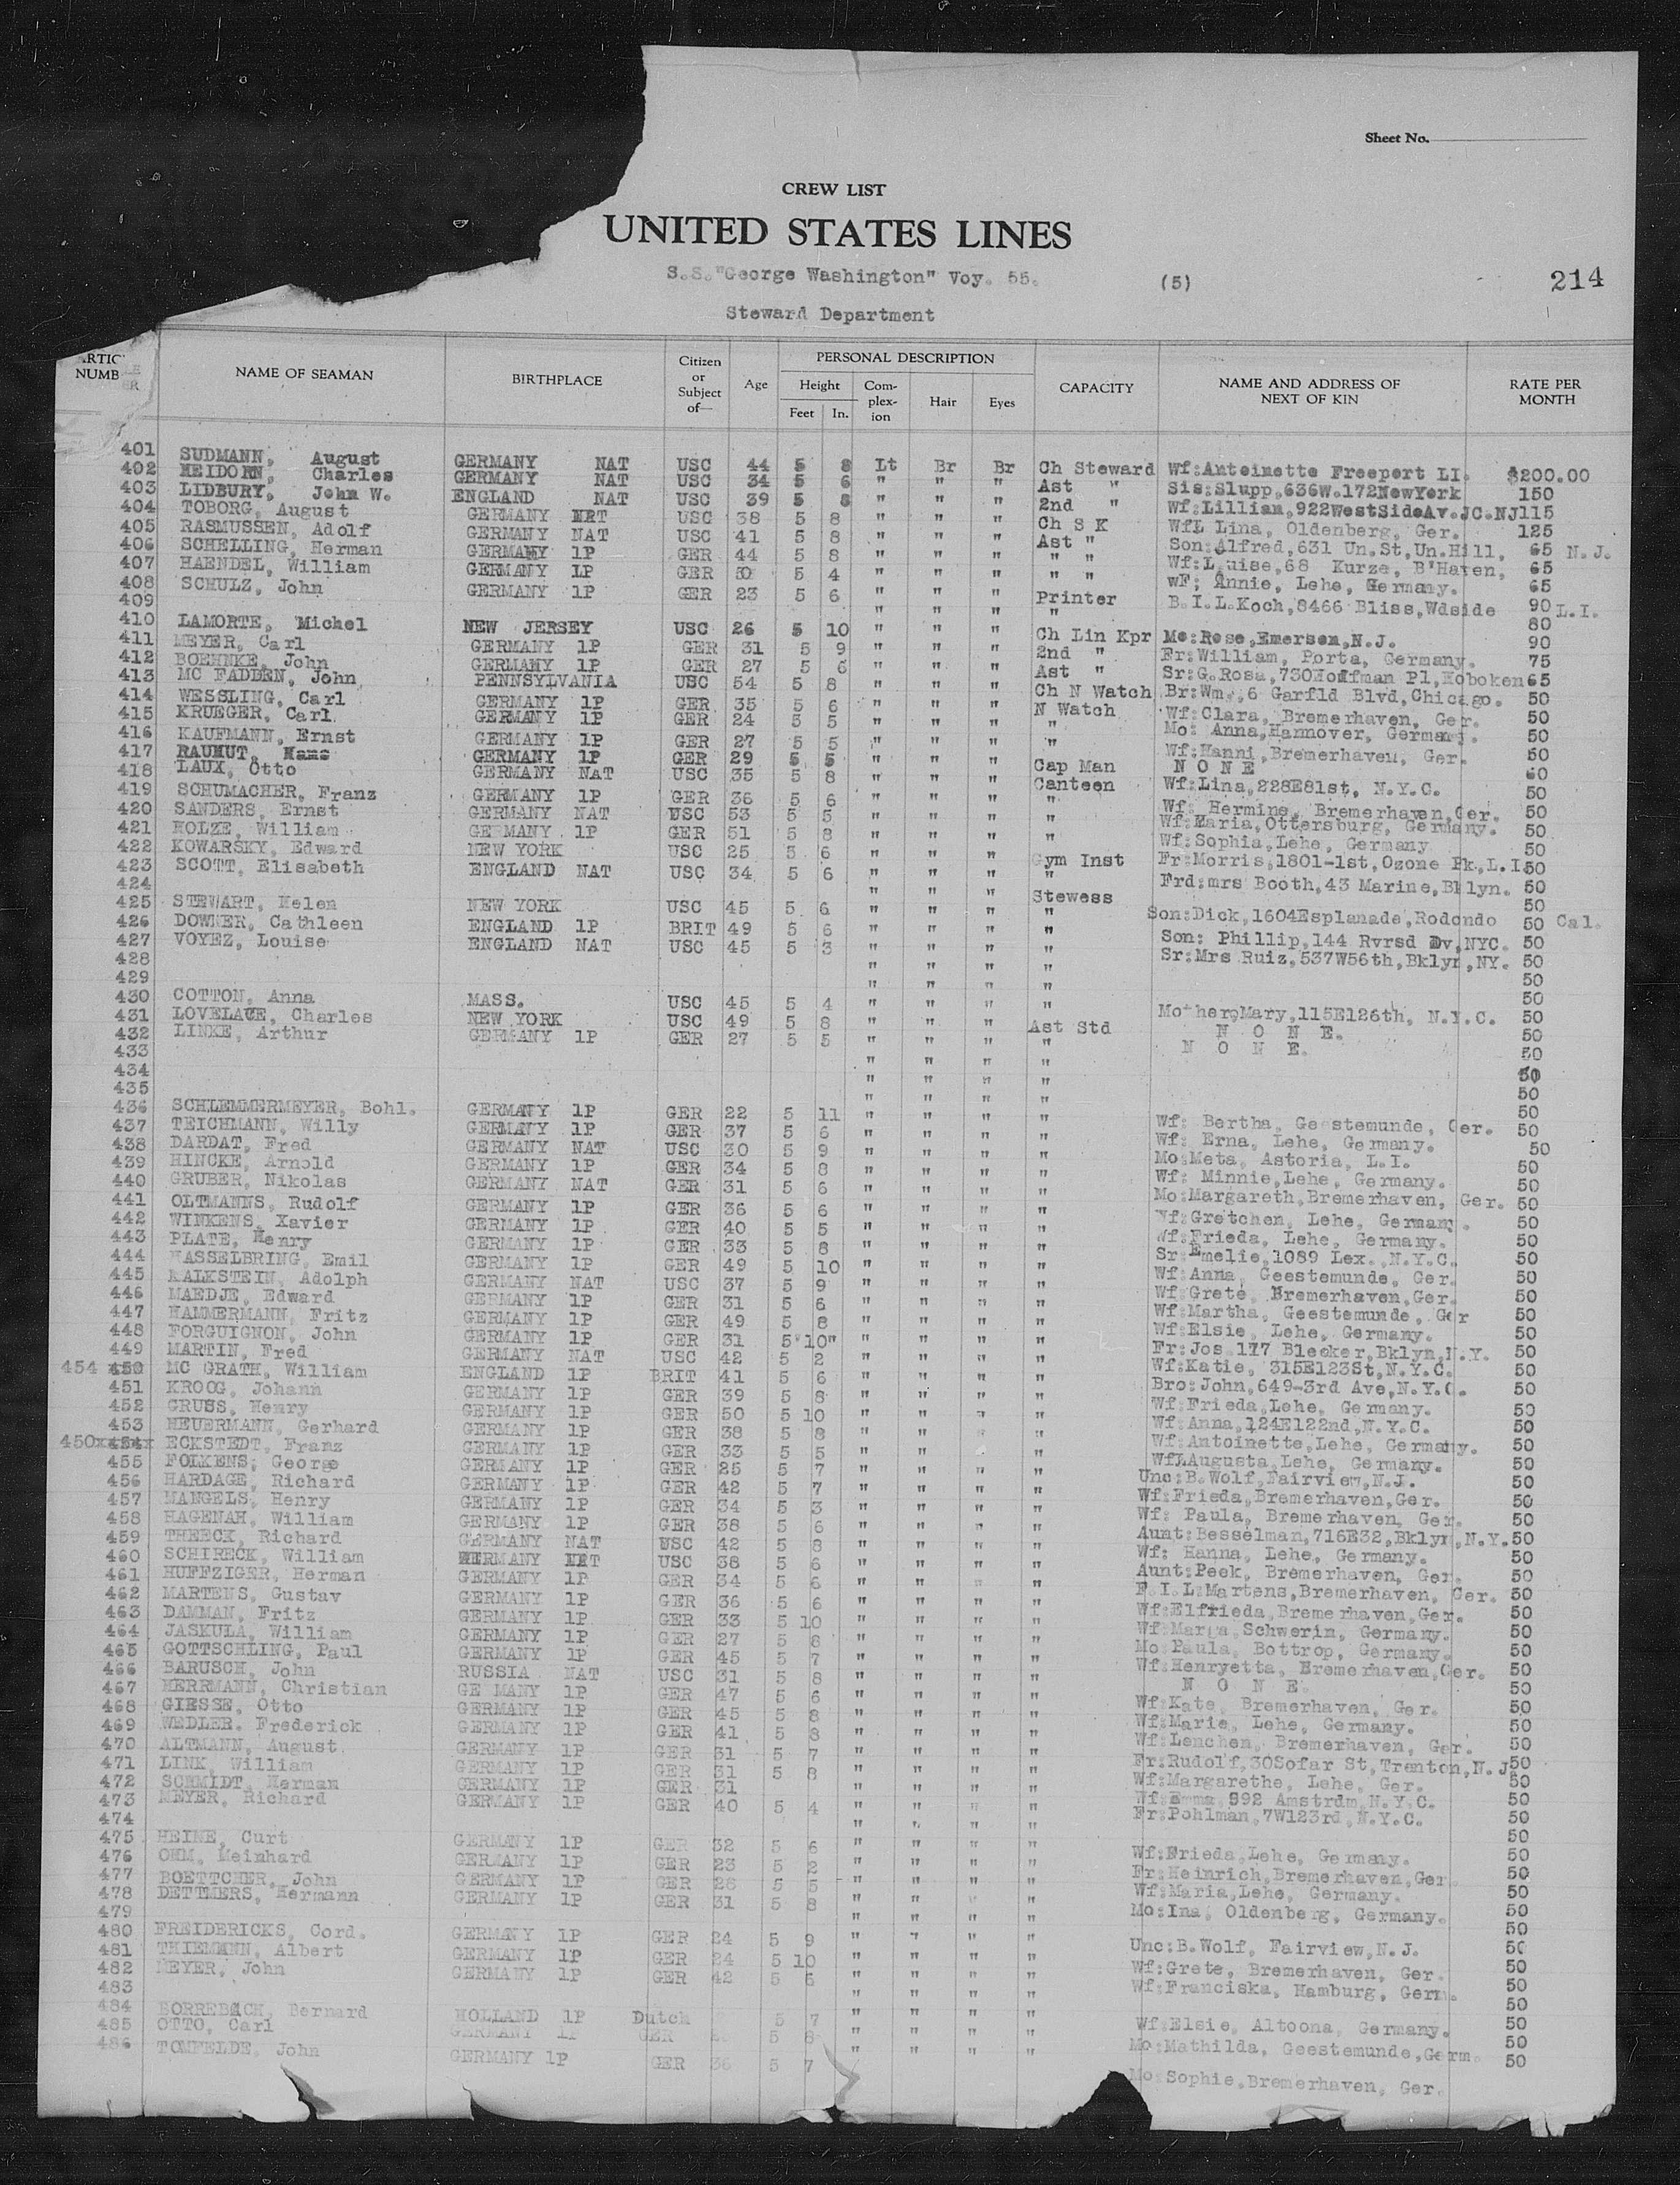 Sheet No.
CREW LIST
UNITED STATES LINES
S.S."George Washington" Voy. 55. (5) 214
Steward Department
NAME OF SEAMAN BIRTHPLACE Citizen or Subject of— Age PERSONAL DESCRIPTION Height Feet In. Com-plex-ion Hair Eyes CAPACITY NAME AND ADDRESS OF NEXT OF KIN RATE PER MONTH
401 SUDMANN, August GERMANY NAT USC 44 5 8 Lt Br Br Ch Steward Wf:Antoinette Freeport LI. $200.00
402 HEIDORN, Charles GERMANY NAT USC 34 5 6 " " " Ast " Sis:Slupp,636W.172NewYork 150
403 LIDBURY, John W. ENGLAND NAT USC 39 5 8 " " " 2nd " Wf:Lillian,922WestSideAv.JC.NJ 115
404 TOBORG, August GERMANY NAT USC 38 5 8 " " " Ch S K WfL Lina, Oldenberg, Ger. 125
405 RASMUSSEN, Adolf GERMANY NAT USC 41 5 8 " " " Ast " Son:Alfred,631 Un.St,Un.Hill, 65 N.J.
406 SCHELLING, Herman GERMANY 1P GER 44 5 8 " " " " " Wf:Louise,68 Kurze, B'Haven, 65
407 HAENDEL, William GERMANY 1P GER 5 4 " " " " " wF; Annie, Lehe, Germany. 65
408 SCHULZ, John GERMANY 1P GER 23 5 6 " " " Printer B.I.L.Koch,8466 Bliss,Wdside 90 L.I.
409 " " " " 80
410 LAMORTE, Michel NEW JERSEY USC 26 5 10 " " " Ch Lin Kpr Mo:Rose,Emerson,N.J. 90
411 MEYER, Carl GERMANY 1P GER 31 5 9 " " " 2nd " Fr:William, Porta, Germany. 75
412 BOEHNKE, John GERMANY 1P GER 27 5 6 " " " Ast " Sr:G.Rosa,730Hoffman Pl,Hoboken 65
413 MC FADDEN, John PENNSYLVANIA USC 54 5 8 " " " Ch N Watch Br:Wm.,6 Garfld Blvd,Chicago. 50
414 WESSLING, Carl GERMANY 1P GER 35 5 6 " " " N Watch Wf:Clara, Bremerhaven, Ger. 50
415 KRUEGER, Carl GERMANY 1P GER 24 5 5 " " " " Mo: Anna,Hannover, Germany. 50
416 KAUFMANN, Ernst GERMANY 1P GER 27 5 5 " " " " Wf:Hanni,Bremerhaven, Ger. 50
417 RAUHUT, Hans GERMANY 1P GER 29 5 5 " " " Cap Man N O N E 60
418 LAUX, Otto GERMANY NAT USC 35 5 8 " " " Canteen Wf:Lina,228E81st, N.Y.C. 50
419 SCHUMACHER, Franz GERMANY 1P GER 36 5 6 " " " " Wf: Hermine, Bremerhaven,Ger. 50
420 SANDERS, Ernst GERMANY NAT USC 53 5 5 " " " " Wf:Maria,Ottersburg, Germany. 50
421 HOLZE, William GERMANY 1P GER 51 5 8 " " " " Wf:Sophia,Lehe, Germany 50
422 KOWARSKY, Edward NEW YORK USC 25 5 6 " " " Gym Inst Fr:Morris,1801-1st,Ozone Pk,L.I. 50
423 SCOTT, Elisabeth ENGLAND NAT USC 34 5 6 " " " " Frd:mrs Booth,43 Marine,Bklyn. 50
424 " " " Stewess 50
425 STEWART, Helen NEW YORK USC 45 5 6 " " " " Son:Dick,1604Esplanade,Rodondo 50 Cal.
426 DOWNER, Cathleen ENGLAND 1P BRIT 49 5 6 " " " " Son: Phillip,144 Rvrsd Dv,NYC. 50
427 VOYEZ, Louise ENGLAND NAT USC 45 5 3 " " " " Sr:Mrs Ruiz,537W56th,Bklyn,NY. 50
428 " " " " 50
429 " " " " 50
430 COTTON, Anna MASS. USC 45 5 4 " " " " Mother,Mary,115E126th, N.Y.C. 50
431 LOVELACE, Charles NEW YORK USC 49 5 8 " " " Ast Std N O N E. 50
432 LINKE, Arthur GERMANY 1P GER 27 5 5 " " " " N O N E. 50
433 " " " " 50
434 " " " " 50
435 " " " " 50
436 SCHLEMMERMEYER, Bohl. GERMANY 1P GER 22 5 11 " " " " Wf: Bertha, Geestemunde, Ger. 50
437 TEICHMANN, Willy GERMANY 1P GER 37 5 6 " " " " Wf: Erna, Lehe, Germany. 50
438 DARDAT, Fred GERMANY NAT USC 30 5 9 " " " " Mo:Meta, Astoria, L.I. 50
439 HINCKE, Arnold GERMANY 1P GER 34 5 8 " " " " Wf: Minnie,Lehe, Germany. 50
440 GRUBER, Nikolas GERMANY NAT GER 31 5 6 " " " " Mo:Margareth,Bremerhaven, Ger. 50
441 OLTMANNS, Rudolf GERMANY 1P GER 36 5 6 " " " " Wf:Gretchen, Lehe, Germany. 50
442 WINKENS, Xavier GERMANY 1P GER 40 5 5 " " " " Wf:Frieda, Lehe, Germany. 50
443 PLATE, Henry GERMANY 1P GER 33 5 8 " " " " Sr:Emelie,1089 Lex.,N.Y.C. 50
444 HASSELBRING, Emil GERMANY 1P GER 49 5 10 " " " " Wf:Anna, Geestemunde, Ger. 50
445 KALKSTEIN, Adolph GERMANY NAT USC 37 5 9 " " " " Wf:Grete, Bremerhaven,Ger. 50
446 MAEDJE, Edward GERMANY 1P GER 31 5 6 " " " " Wf:Martha, Geestemunde, Ger 50
447 HAMMERMANN, Fritz GERMANY 1P GER 49 5 8 " " " " Wf:Elsie, Lehe, Germany. 50
448 FORGUIGNON, John GERMANY 1P GER 31 5'10" " " " " Fr:Jos 177 Blecker,Bklyn,N.Y. 50
449 MARTIN, Fred GERMANY NAT USC 42 5 2 " " " " Wf:Katie, 315E123St,N.Y.C. 50
454 450 MC GRATH, William ENGLAND 1P BRIT 41 5 6 " " " " Bro:John,649-3rd Ave,N.Y.C. 50
451 KROOG, Johann GERMANY 1P GER 39 5 8 " " " " Wf:Frieda,Lehe, Germany. 50
452 GRUSS, Henry GERMANY 1P GER 50 5 10 " " " " Wf:Anna,124E122nd,N.Y.C. 50
453 HEUERMANN, Gerhard GERMANY 1P GER 38 5 8 " " " " Wf:Antoinette,Lehe, Germany. 50
450x454x ECKSTEDT, Franz GERMANY 1P GER 33 5 5 " " " " WfLAugusta,Lehe, Germany. 50
455 FOLKENS, George GERMANY 1P GER 25 5 7 " " " " Unc:B.Wolf,Fairview,N.J. 50
456 HARDAGE, Richard GERMANY 1P GER 42 5 7 " " " " Wf:Frieda,Bremerhaven,Ger. 50
457 MANGELS, Henry GERMANY 1P GER 34 5 3 " " " " Wf: Paula, Bremerhaven, Ger. 50
458 HAGENAH, William GERMANY 1P GER 38 5 6 " " " " Aunt:Besselman,716E32,Bklyn,N.Y. 50
459 THEECK, Richard GERMANY NAT USC 42 5 8 " " " " Wf: Hanna, Lehe, Germany. 50
460 SCHIRECK, William GERMANY NAT USC 38 5 6 " " " " Aunt:Peek, Bremerhaven, Ger. 50
461 HUFFZIGER, Herman GERMANY 1P GER 34 5 6 " " " " F.I.L:Martens,Bremerhaven, Ger. 50
462 MARTENS, Gustav GERMANY 1P GER 36 5 6 " " " " Wf:Elfrieda,Bremerhaven,Ger. 50
463 DAMMAN, Fritz GERMANY 1P GER 33 5 10 " " " " Wf:Marga,Schwerin, Germany. 50
464 JASKULA, William GERMANY 1P GER 27 5 8 " " " " Mo:Paula, Bottrop, Germany. 50
465 GOTTSCHLING, Paul GERMANY 1P GER 45 5 7 " " " " Wf:Henryetta, Bremerhaven,Ger. 50
466 BARUSCH, John RUSSIA NAT USC 31 5 8 " " " " N O N E. 50
467 HERRMANN, Christian GE MANY 1P GER 47 5 6 " " " " Wf:Kate, Bremerhaven, Ger. 50
468 GIESSE, Otto GERMANY 1P GER 45 5 8 " " " " Wf:Marie, Lehe, Germany. 50
469 WEDLER. Frederick GERMANY 1P GER 41 5 8 " " " " Wf:Lenchen, Bremerhaven, Ger. 50
470 ALTMANN, August GERMANY 1P GER 31 5 7 " " " " Fr:Rudolf,30Sofar St,Trenton,N.J. 50
471 LINK, William GERMANY 1P GER 31 5 8 " " " " Wf:Margarethe, Lehe, Ger. 50
472 SCHMIDT, Herman GERMANY 1P GER 31 " " " " Wf:Emma,992 Amstrdm,N.Y.C. 50
473 MEYER, Richard GERMANY 1P GER 40 5 4 " " " " Fr:Pohlman,7W123rd,N.Y.C. 50
474 " " " " 50
475 HEINE, Curt GERMANY 1P GER 32 5 6 " " " " Wf:Frieda,Lehe, Germany. 50
476 OHM, Meinhard GERMANY 1P GER 23 5 2 " " " " Fr:Heinrich,Bremerhaven,Ger. 50
477 BOETTCHER, John GERMANY 1P GER 5 5 " " " " Wf:Maria,Lehe, Germany. 50
478 DETTMERS, Hermann GERMANY 1P GER 31 5 8 " " " " Mo:Ina, Oldenberg, Germany. 50
479 " " " " 50
480 FREIDERICKS, Cord. GERMANY 1P GER 24 5 9 " " " " Unc:B.Wolf, Fairview,N.J. 50
481 THIEMANN, Albert GERMANY 1P GER 24 5 10 " " " " Wf:Grete, Bremerhaven, Ger. 50
482 MEYER, John GERMANY 1P GER 42 5 6 " " " " Wf:Franciska, Hamburg, Germ. 50
483 " " " " 50
484 BORREBACH, Bernard HOLLAND 1P Dutch 5 7 " " " " Wf:Elsie, Altoona, Germany. 50
485 OTTO, Carl GERMANY 1P GER 5 8 " " " " Mo:Mathilda, Geestemunde,Germ. 50
486 TOMFELDE, John GERMANY 1P GER 36 5 7 " " " " Mo:Sophie,Bremerhaven, Ger. 50